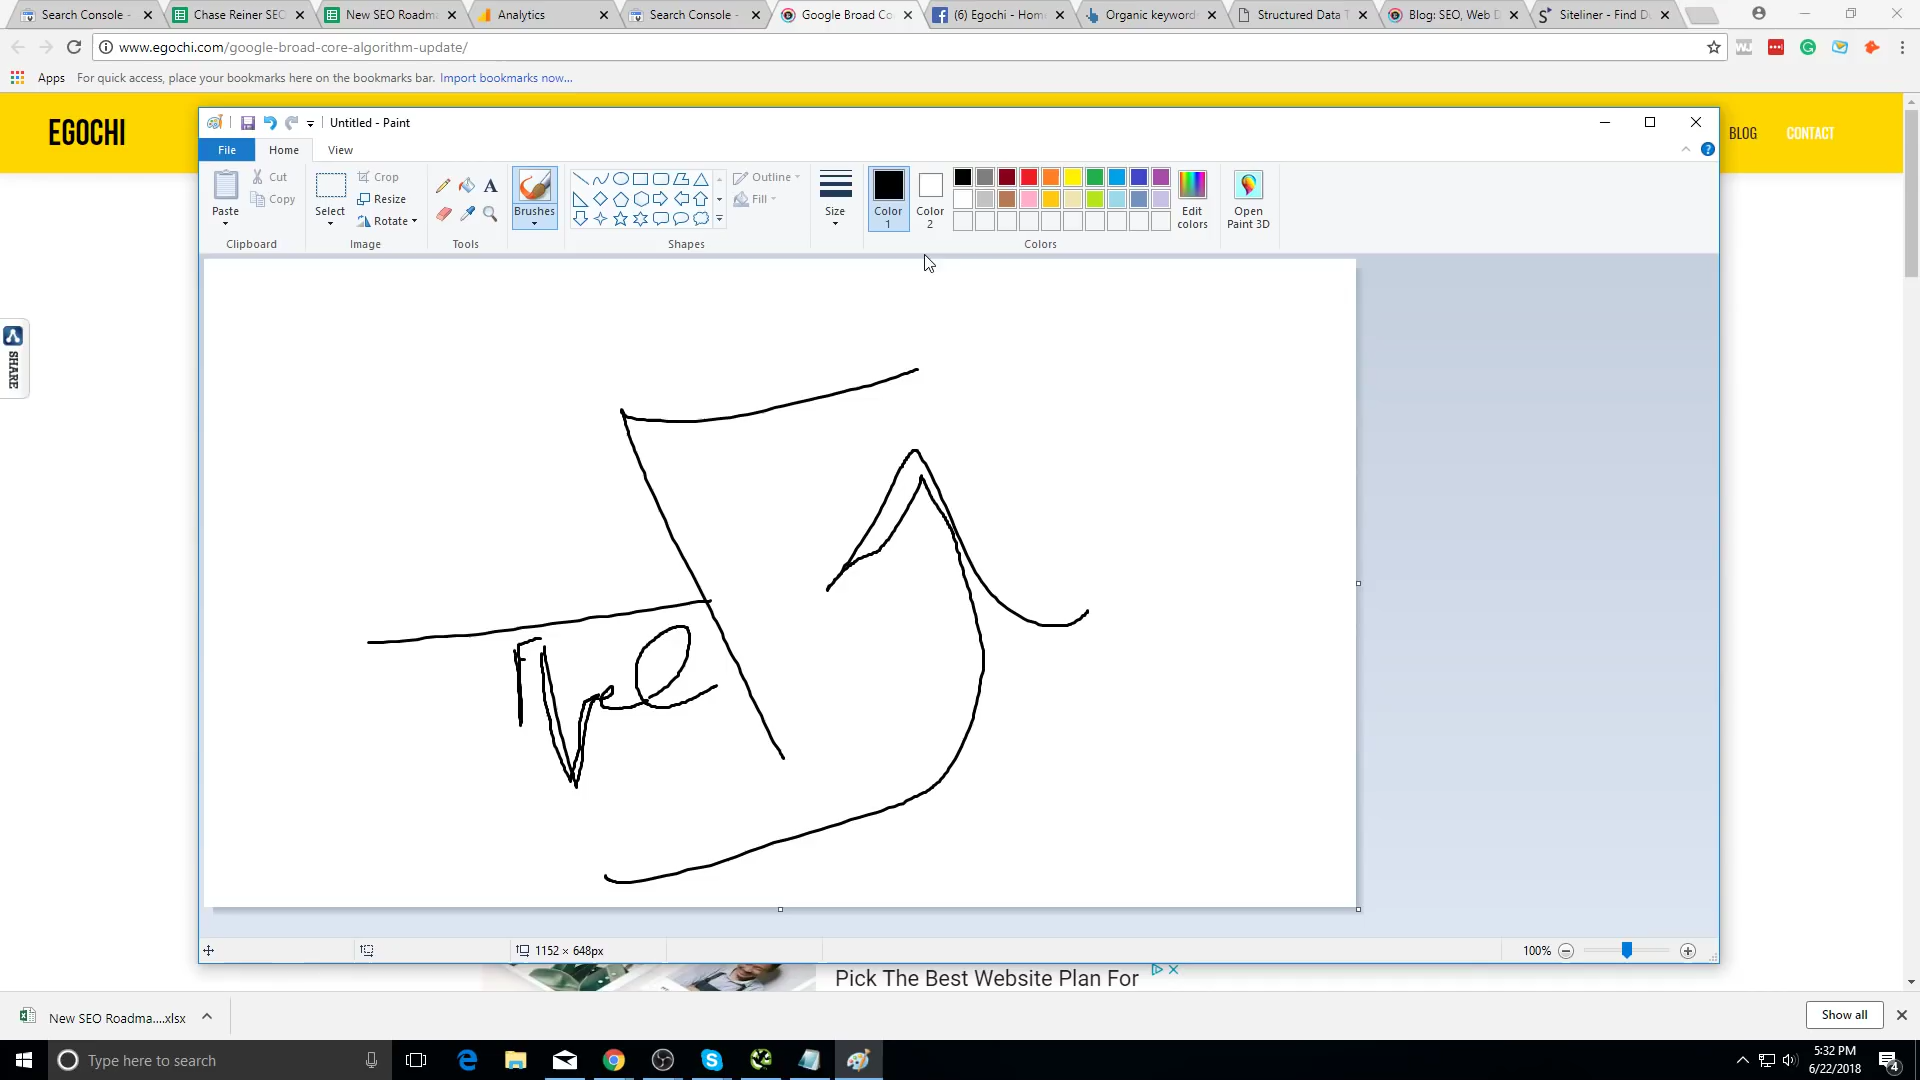 Search Console -
Chase Reiner SEO
New SEO Roadma
Analytics
Search Console -
Google Broad Co
(6) Egochi - Home
Organic keyword
Structured Data T
Blog: SEO, Web D
Siteliner - Find Du
www.egochi.com/google-broad-core-algorithm-update/
Apps For quick access, place your bookmarks here on the bookmarks bar. Import bookmarks now...
EGOCHI
BLOG
CONTACT
Untitled - Paint
File Home View
Paste
Cut
Copy
Clipboard
Select
Crop
Resize
Rotate
Image
A
Tools
Brushes
Shapes
Outline
Fill
Size
Color 1
Color 2
Edit colors
Colors
Open Paint 3D
SHARE
1152 × 648px
100%
Pick The Best Website Plan For
New SEO Roadma....xlsx
Show all
Type here to search
5:32 PM
6/22/2018
4